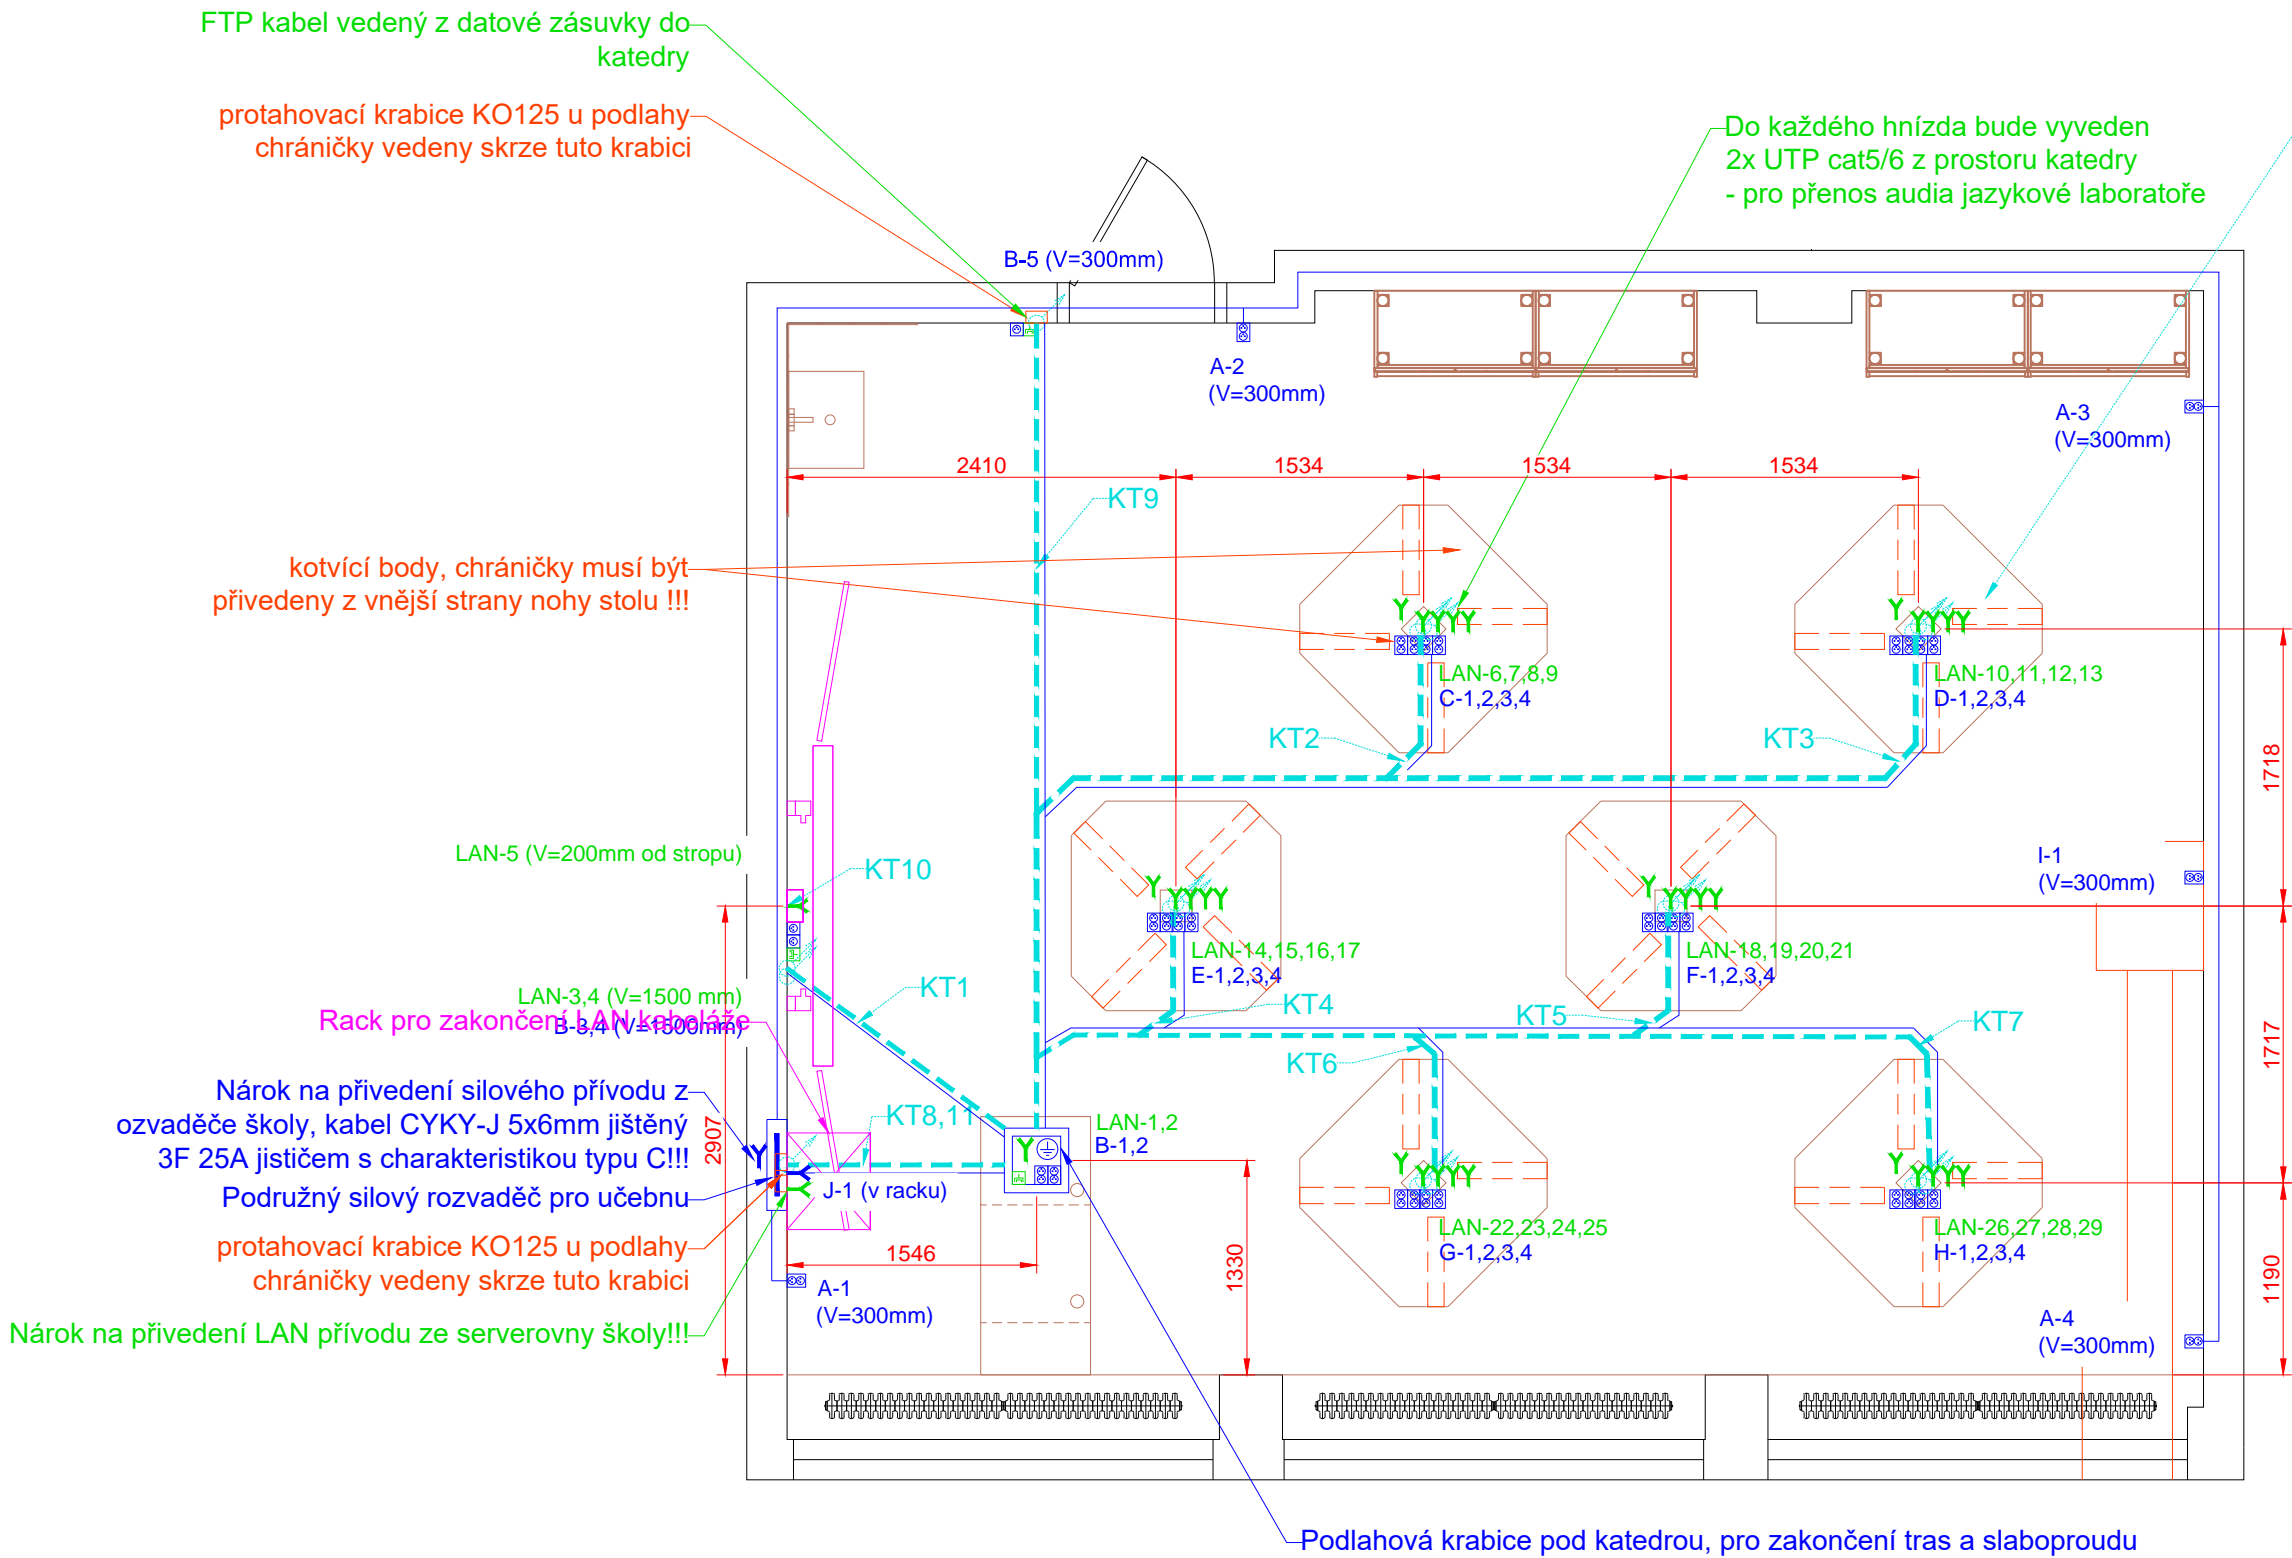 FTP kabel vedený z datové zásuvky do
katedry
protahovací krabice KO125 u podlahy
chráničky vedeny skrze tuto krabici
Do každého hnízda bude vyveden
2x UTP cat5/6 z prostoru katedry
- pro přenos audia jazykové laboratoře
B-5 (V=300mm)
A-2
(V=300mm)
A-3
(V=300mm)
2410
1534
1534
1534
KT9
kotvící body, chráničky musí být
přivedeny z vnější strany nohy stolu !!!
LAN-6,7,8,9
C-1,2,3,4
LAN-10,11,12,13
D-1,2,3,4
KT2
KT3
1718
LAN-5 (V=200mm od stropu)
KT10
I-1
(V=300mm)
LAN-14,15,16,17
E-1,2,3,4
LAN-18,19,20,21
F-1,2,3,4
KT1
KT4
KT5
KT7
LAN-3,4 (V=1500 mm)
Rack pro zakončení LAN kabeláže
B-3,4 (V=1500mm)
KT6
1717
Nárok na přivedení silového přívodu z
ozvaděče školy, kabel CYKY-J 5x6mm jištěný
3F 25A jističem s charakteristikou typu C!!!
2907
KT8,11
LAN-1,2
B-1,2
Podružný silový rozvaděč pro učebnu
J-1 (v racku)
LAN-22,23,24,25
G-1,2,3,4
LAN-26,27,28,29
H-1,2,3,4
protahovací krabice KO125 u podlahy
chráničky vedeny skrze tuto krabici
1546
1330
1190
A-1
(V=300mm)
A-4
(V=300mm)
Nárok na přivedení LAN přívodu ze serverovny školy!!!
Podlahová krabice pod katedrou, pro zakončení tras a slaboproudu